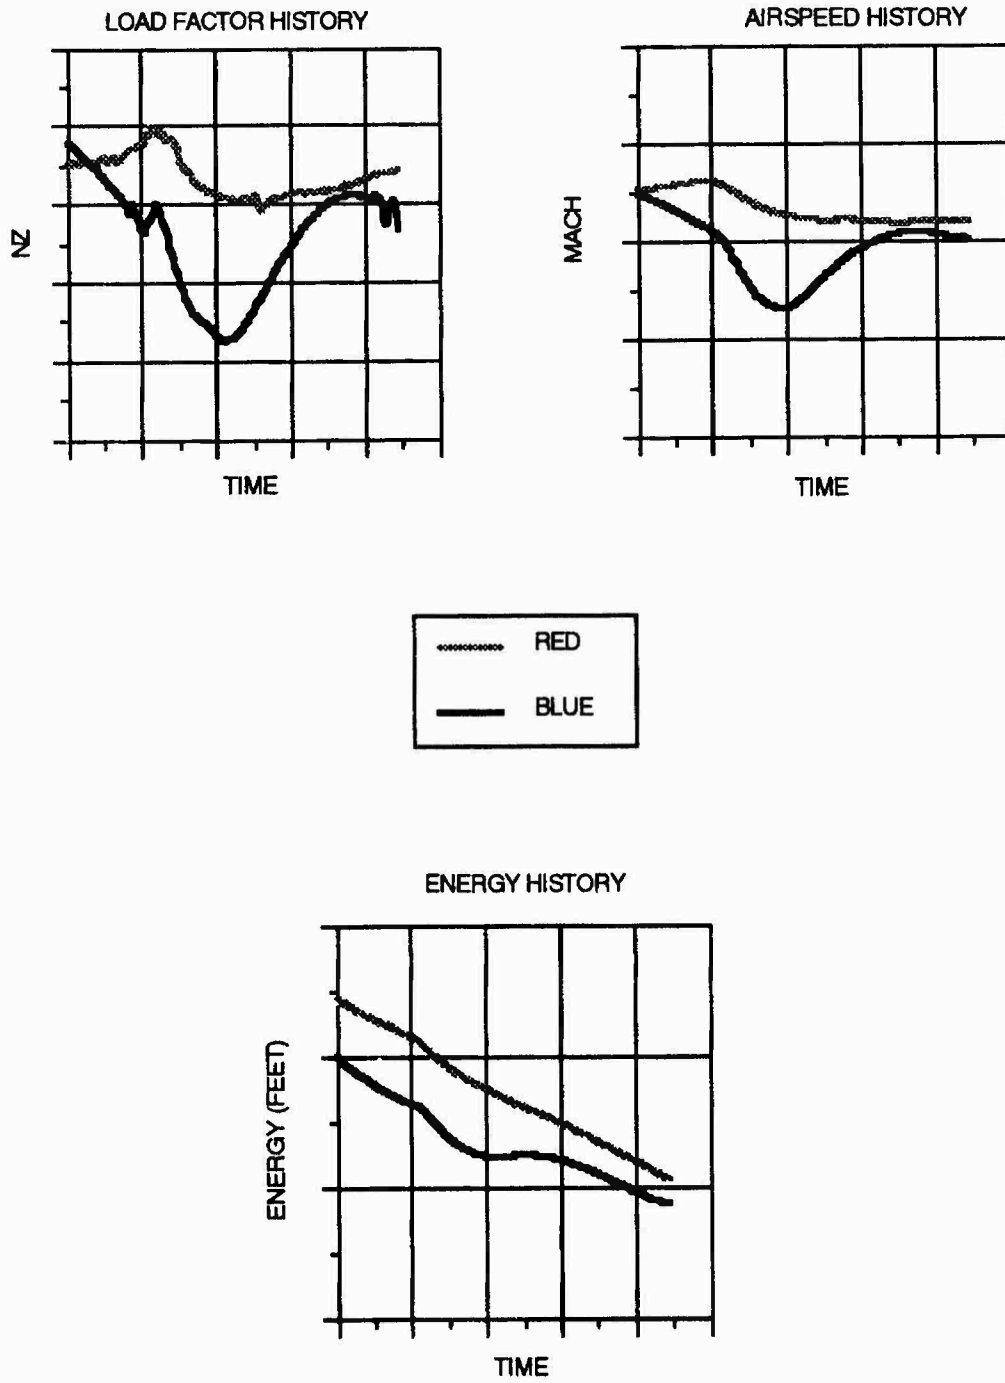 LOAD FACTOR HISTORY
NZ
TIME
AIRSPEED HISTORY
MACH
TIME
RED
BLUE
ENERGY HISTORY
ENERGY (FEET)
TIME